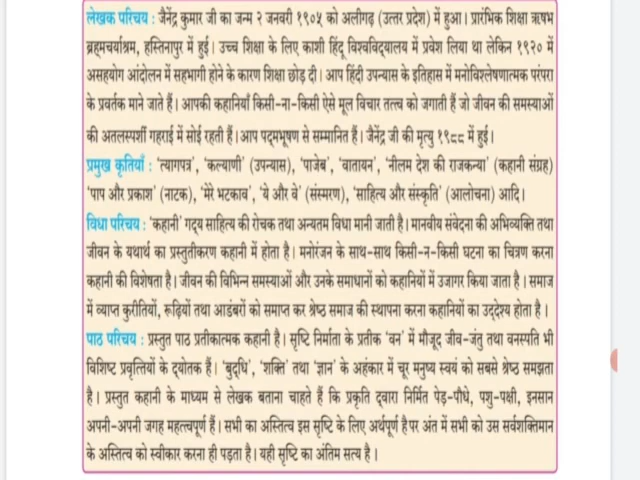 लेखक परिचय : जैनेंद्र कुमार जी का जन्म २ जनवरी १९०५ को अलीगढ़ (उत्तर प्रदेश) में हुआ । प्रारंभिक शिक्षा ऋषभ
ब्रह्मचर्याश्रम, हस्तिनापुर में हुई । उच्च शिक्षा के लिए काशी हिंदू विश्वविद्यालय में प्रवेश लिया था लेकिन १९२० में
असहयोग आंदोलन में सहभागी होने के कारण शिक्षा छोड़ दी । आप हिंदी उपन्यास के इतिहास में मनोविश्लेषणात्मक परंपरा
के प्रवर्तक माने जाते हैं । आपकी कहानियाँ किसी-ना-किसी ऐसे मूल विचार तत्त्व को जगाती हैं जो जीवन की समस्याओं
की अतलस्पर्शी गहराई में सोई रहती हैं । आप पद्मभूषण से सम्मानित हैं । जैनेंद्र जी की मृत्यु १९८८ में हुई ।
प्रमुख कृतियाँ : ‘त्यागपत्र’, ‘कल्याणी’ (उपन्यास), ‘पाजेब’, ‘वातायन’, ‘नीलम देश की राजकन्या’ (कहानी संग्रह)
‘पाप और प्रकाश’ (नाटक), ‘मेरे भटकाव’, ‘ये और वे’ (संस्मरण), ‘साहित्य और संस्कृति’ (आलोचना) आदि ।
विधा परिचय : ‘कहानी’ गद्य साहित्य की रोचक तथा अन्यतम विधा मानी जाती है । मानवीय संवेदना की अभिव्यक्ति तथा
जीवन के यथार्थ का प्रस्तुतीकरण कहानी में होता है । मनोरंजन के साथ-साथ किसी-न-किसी घटना का चित्रण करना
कहानी की विशेषता है । जीवन की विभिन्न समस्याओं और उनके समाधानों को कहानियों में उजागर किया जाता है । समाज
में व्याप्त कुरीतियों, रूढ़ियों तथा आडंबरों को समाप्त कर श्रेष्ठ समाज की स्थापना करना कहानियों का उद्देश्य होता है ।
पाठ परिचय : प्रस्तुत पाठ प्रतीकात्मक कहानी है । सृष्टि निर्माता के प्रतीक ‘वन’ में मौजूद जीव-जंतु तथा वनस्पति भी
विशिष्ट प्रवृत्तियों के द्योतक हैं । ‘बुद्धि’, ‘शक्ति’ तथा ‘ज्ञान’ के अहंकार में चूर मनुष्य स्वयं को सबसे श्रेष्ठ समझता
है । प्रस्तुत कहानी के माध्यम से लेखक बताना चाहते हैं कि प्रकृति द्वारा निर्मित पेड़-पौधे, पशु-पक्षी, इनसान
अपनी-अपनी जगह महत्त्वपूर्ण हैं । सभी का अस्तित्व इस सृष्टि के लिए अर्थपूर्ण है पर अंत में सभी को उस सर्वशक्तिमान
के अस्तित्व को स्वीकार करना ही पड़ता है । यही सृष्टि का अंतिम सत्य है ।